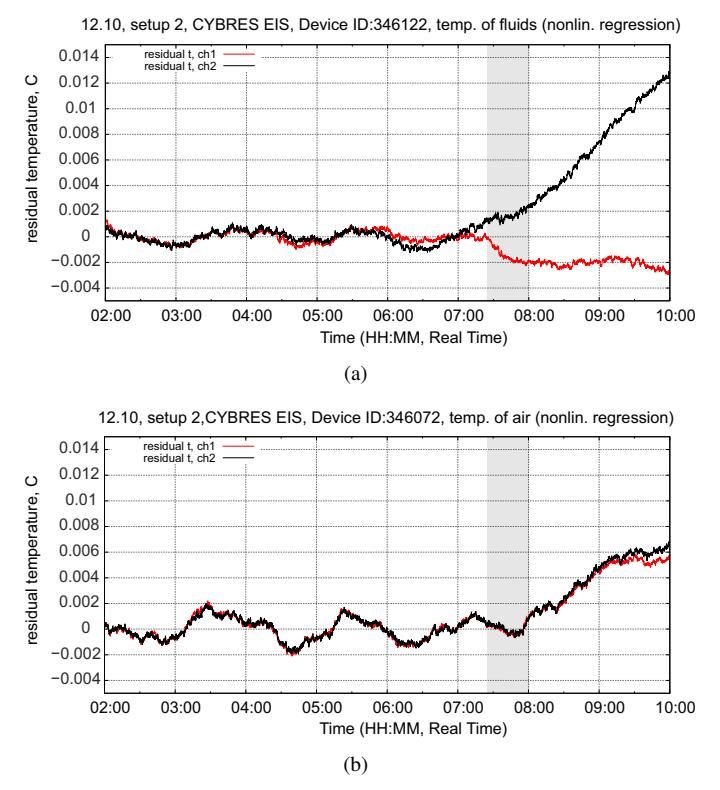 12.10, setup 2, CYBRES EIS, Device ID:346122, temp. of fluids (nonlin. regression)
residual t, ch1
residual t, ch2
residual temperature, C
0.014
0.012
0.01
0.008
0.006
0.004
0.002
0
−0.002
−0.004
02:00 03:00 04:00 05:00 06:00 07:00 08:00 09:00 10:00
Time (HH:MM, Real Time)
(a)
12.10, setup 2,CYBRES EIS, Device ID:346072, temp. of air (nonlin. regression)
residual t, ch1
residual t, ch2
residual temperature, C
0.014
0.012
0.01
0.008
0.006
0.004
0.002
0
−0.002
−0.004
02:00 03:00 04:00 05:00 06:00 07:00 08:00 09:00 10:00
Time (HH:MM, Real Time)
(b)